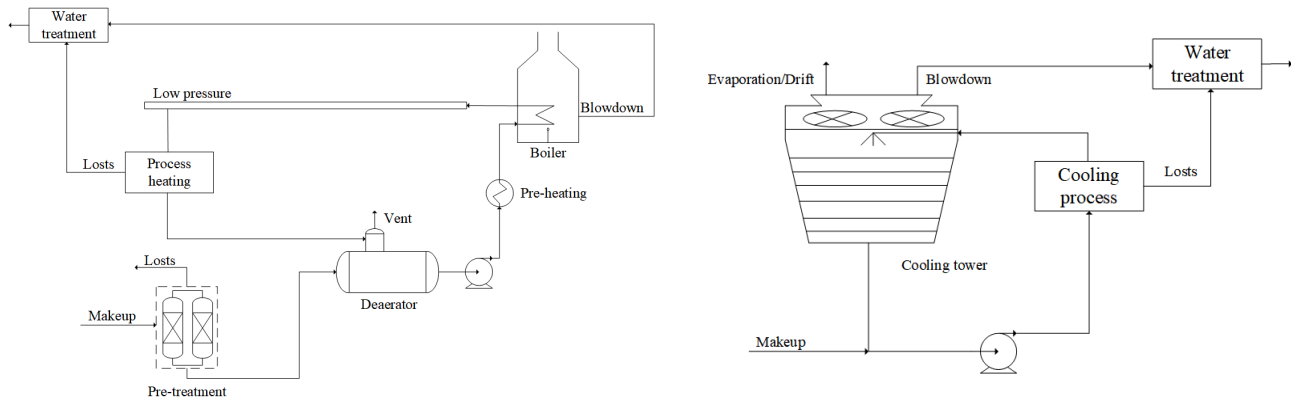 Water
treatment
Low pressure
Blowdown
Boiler
Losts
Process
heating
Pre-heating
Vent
Losts
Deaerator
Makeup
Pre-treatment
Evaporation/Drift
Blowdown
Water
treatment
Cooling
process
Losts
Cooling tower
Makeup